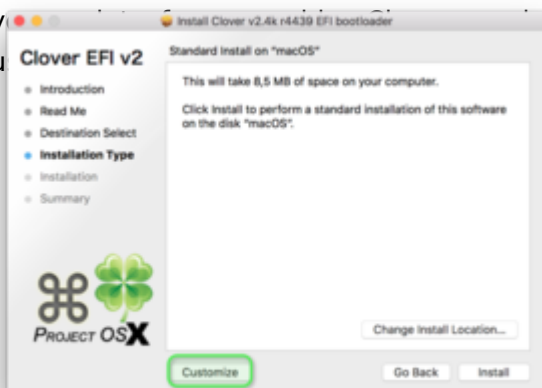 Install Clover v2.4k r4439 EFI bootloader
Clover EFI v2
Standard Install on "macOS"
Introduction
Read Me
Destination Select
Installation Type
Installation
Summary
This will take 8,5 MB of space on your computer.
Click Install to perform a standard installation of this software
on the disk "macOS".
PROJECT OSX
Change Install Location...
Customize
Go Back
Install